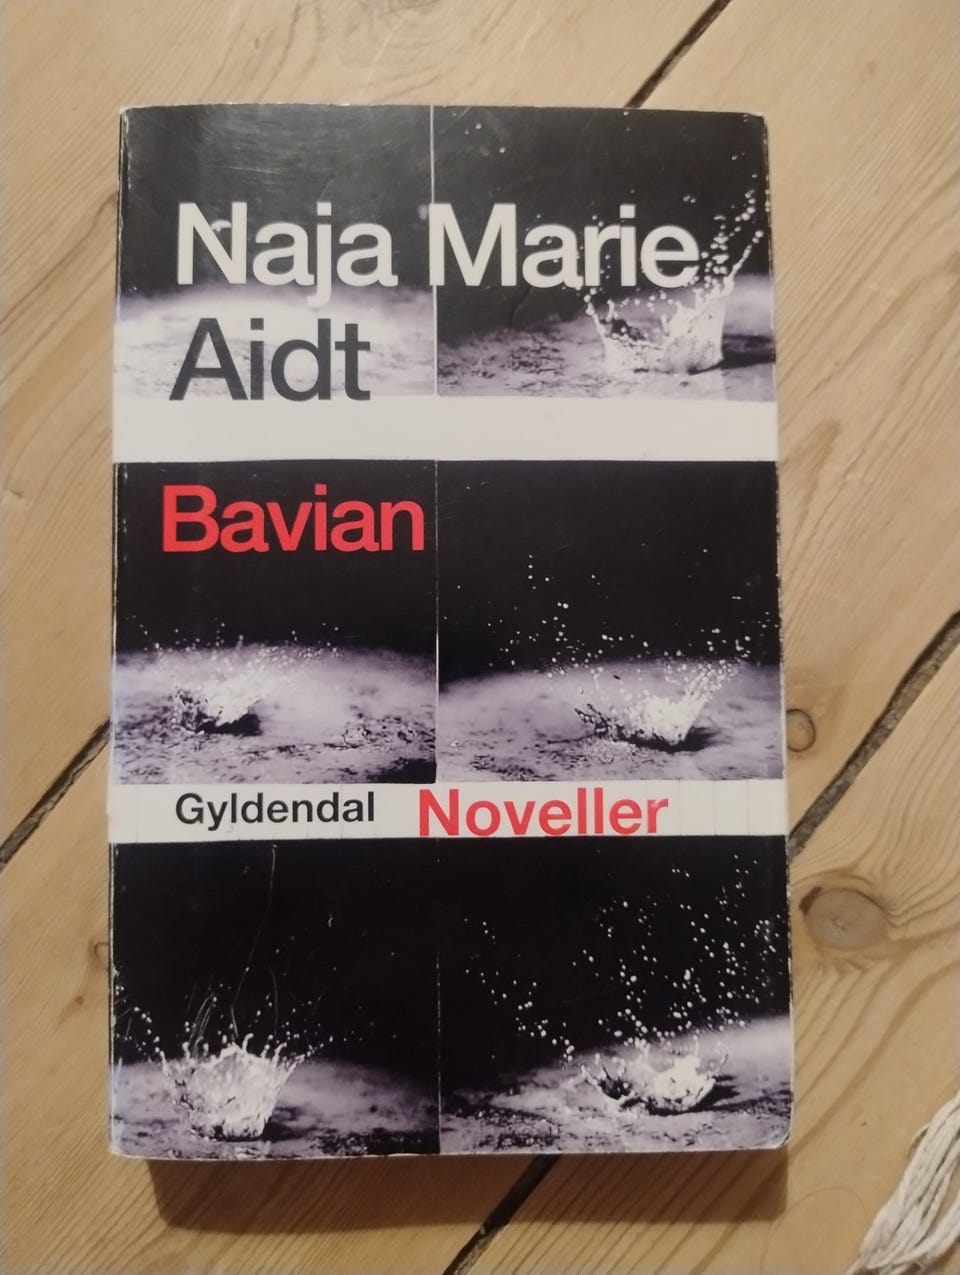 Naja Marie
Aidt
Bavian
Gyldendal Noveller